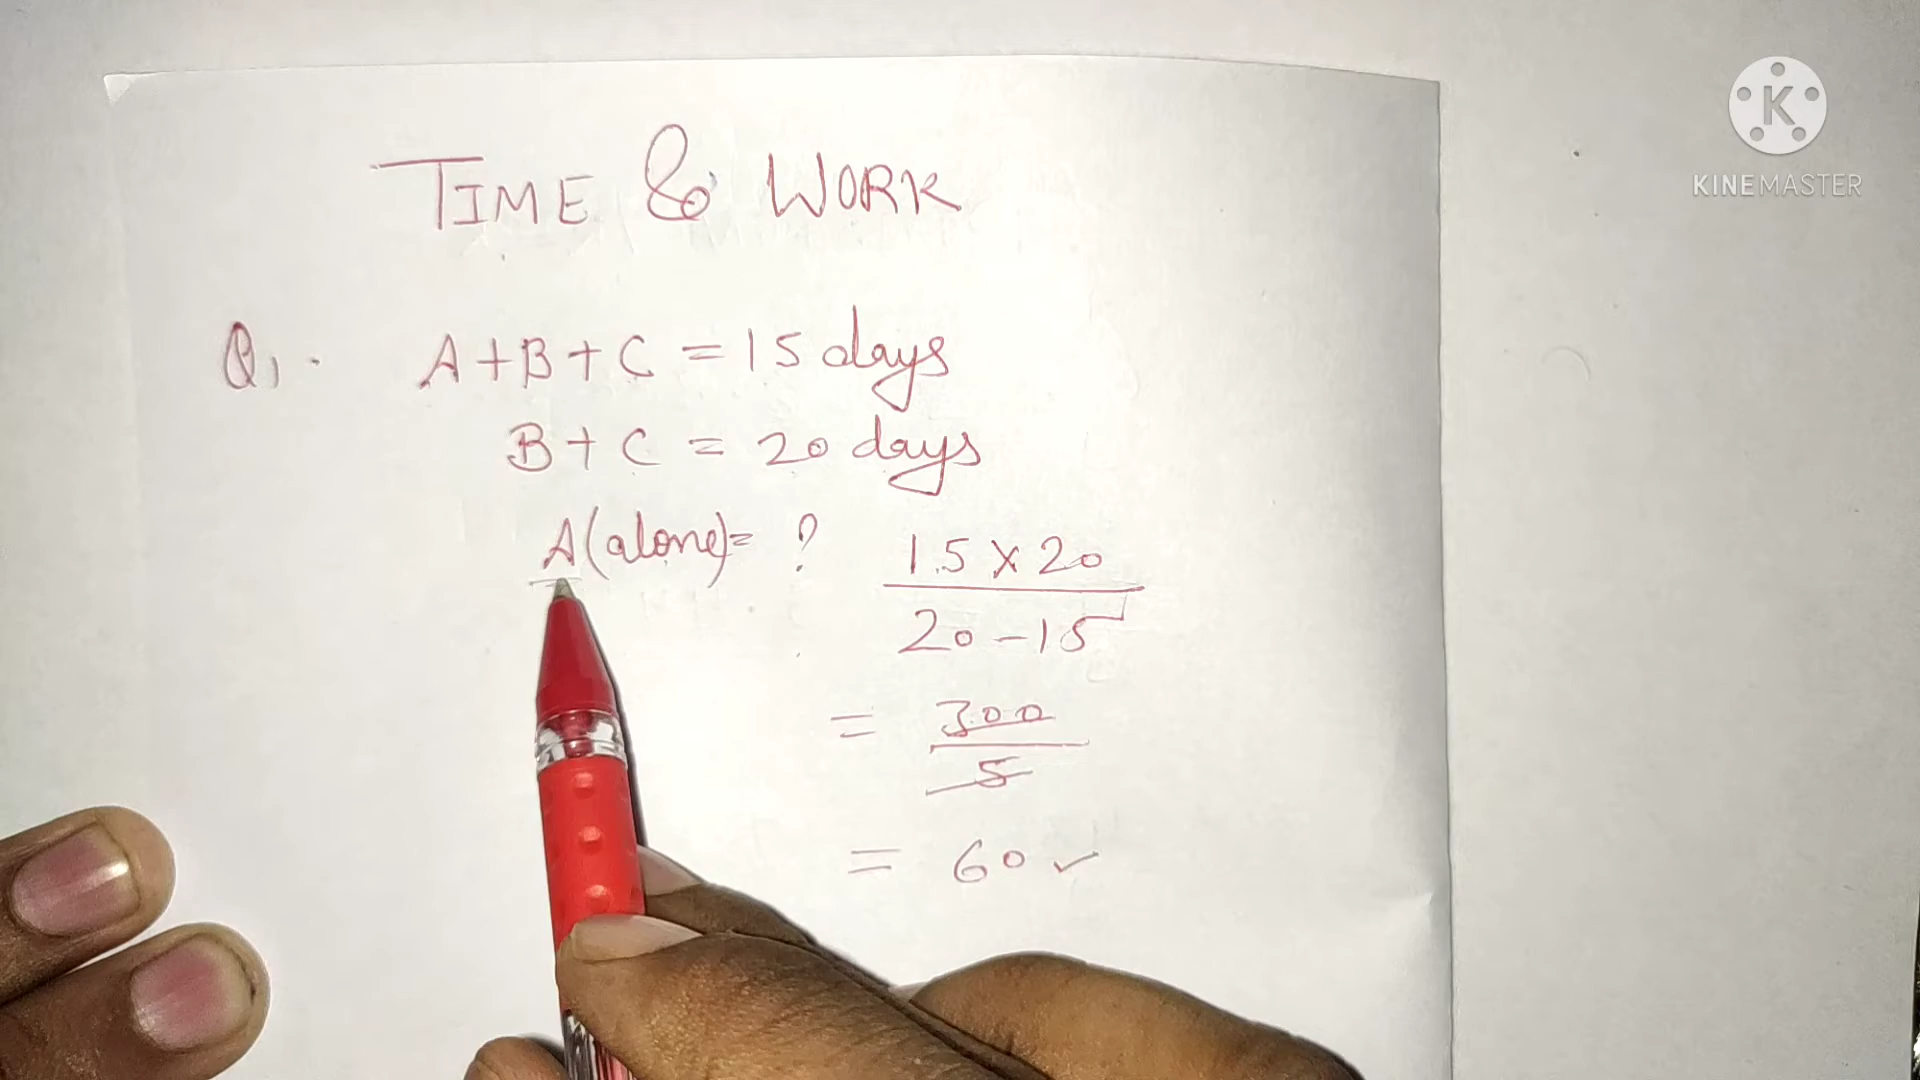 TIME & WORK
Q1. A+B+C = 15 days
B+C = 20 days
A(alone)= ?
15 x 20
20-15
= 300
5
= 60 ✓
K
KINEMASTER